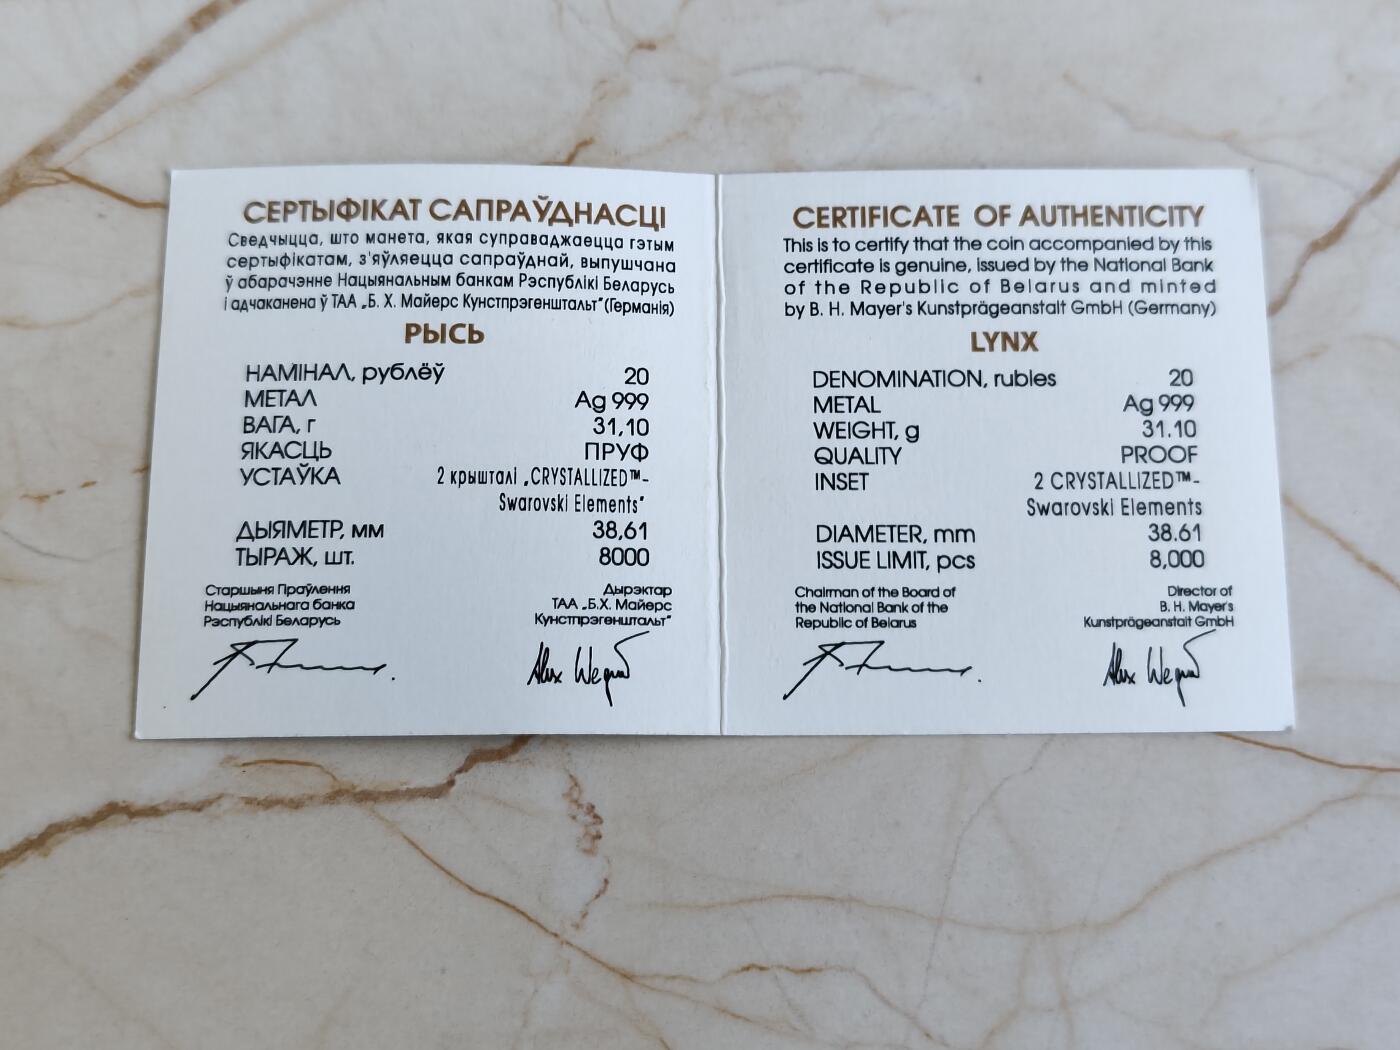 СЕРТЫФІКАТ САПРАЎДНАСЦІ
Сведчыцца, што манета, якая суправаджаецца гэтым
сертыфікатам, з'яўляецца сапраўднай, выпушчана
ў абарачэнне Нацыянальным банкам Рэспублікі Беларусь
і адчаканена ў ТАА „Б. Х. Майерс Кунстпрэгенштальт" (Германія)
РЫСЬ
НАМІНАЛ, рублёў 20
МЕТАЛ Ag 999
ВАГА, г 31,10
ЯКАСЦЬ ПРУФ
УСТАЎКА 2 крышталі „CRYSTALLIZED™-
Swarovski Elements"
ДЫЯМЕТР, мм 38,61
ТЫРАЖ, шт. 8000
Старшыня Праўлення
Нацыянальнага банка
Рэспублікі Беларусь
Дырэктар
ТАА „Б.Х. Майерс
Кунстпрэгенштальт"
Alex Wegner
CERTIFICATE OF AUTHENTICITY
This is to certify that the coin accompanied by this
certificate is genuine, issued by the National Bank
of the Republic of Belarus and minted
by B. H. Mayer's Kunstprägeanstalt GmbH (Germany)
LYNX
DENOMINATION, rubles 20
METAL Ag 999
WEIGHT, g 31.10
QUALITY PROOF
INSET 2 CRYSTALLIZED™-
Swarovski Elements
DIAMETER, mm 38.61
ISSUE LIMIT, pcs 8,000
Chairman of the Board of
the National Bank of the
Republic of Belarus
Director of
B. H. Mayer's
Kunstprägeanstalt GmbH
Alex Wegner